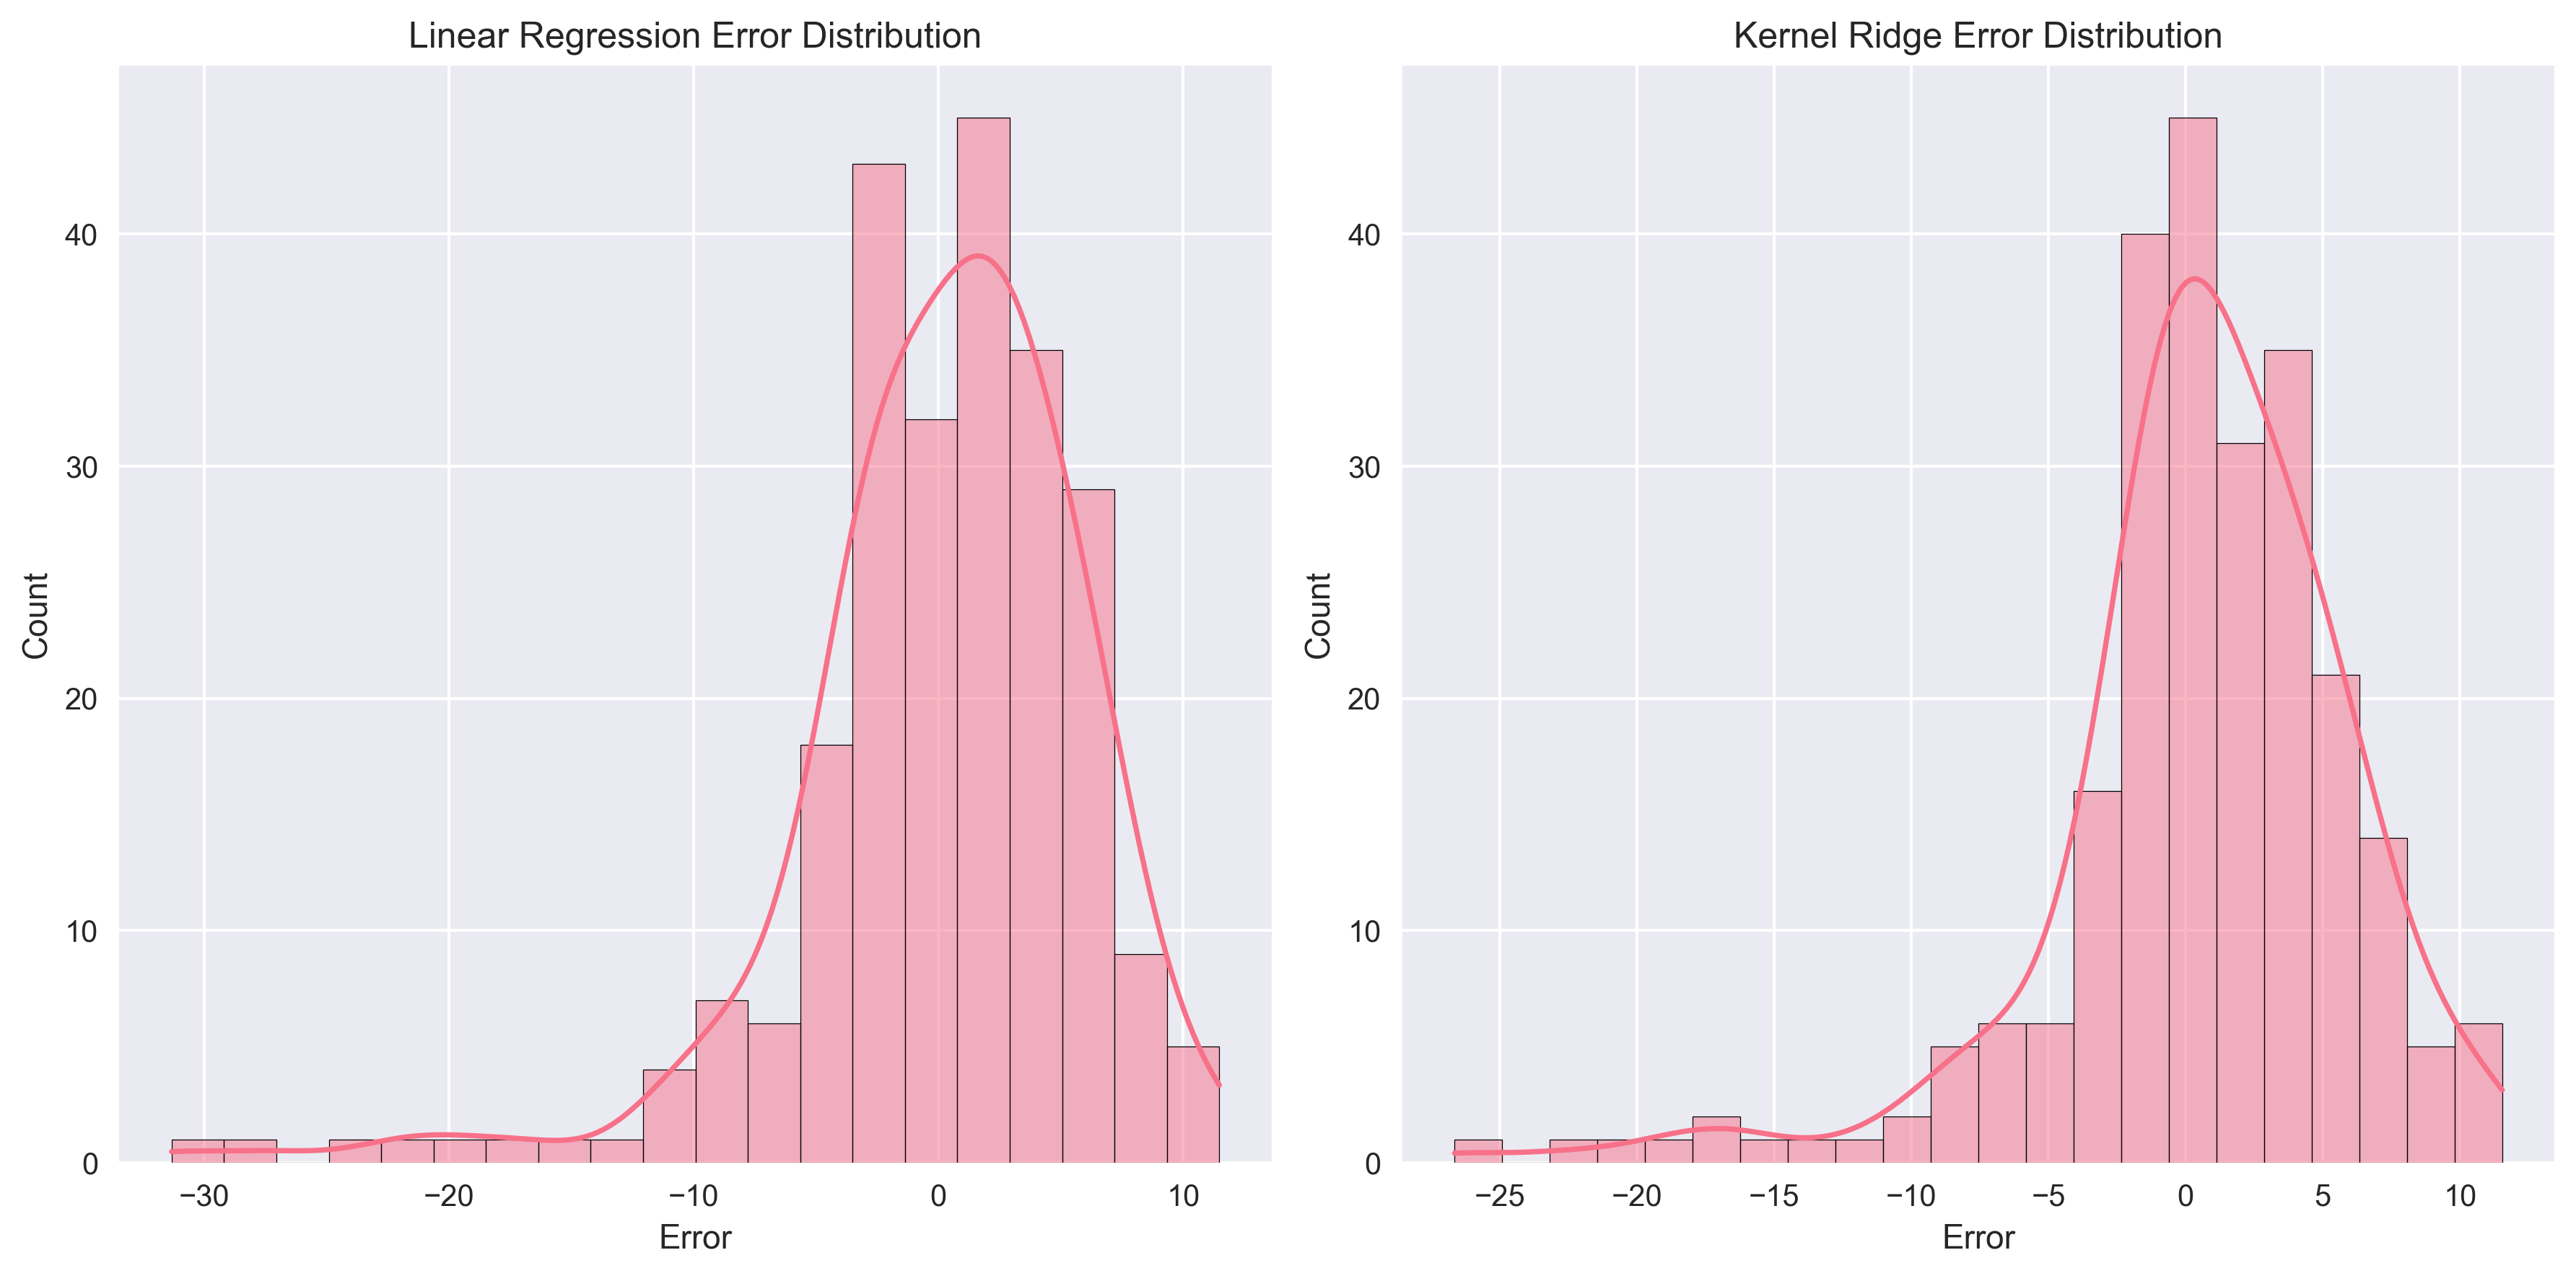 Linear Regression Error Distribution
Count
40
30
20
10
0
−30 −20 −10 0 10
Error
Kernel Ridge Error Distribution
Count
40
30
20
10
0
−25 −20 −15 −10 −5 0 5 10
Error